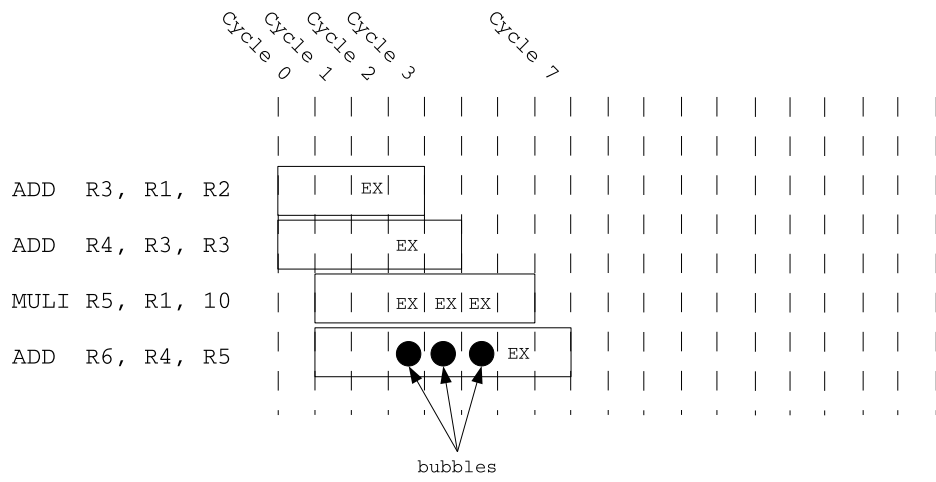 Cycle 0
Cycle 1
Cycle 2
Cycle 3
Cycle 7
ADD R3, R1, R2
EX
ADD R4, R3, R3
EX
MULI R5, R1, 10
EX EX EX
ADD R6, R4, R5
EX
bubbles